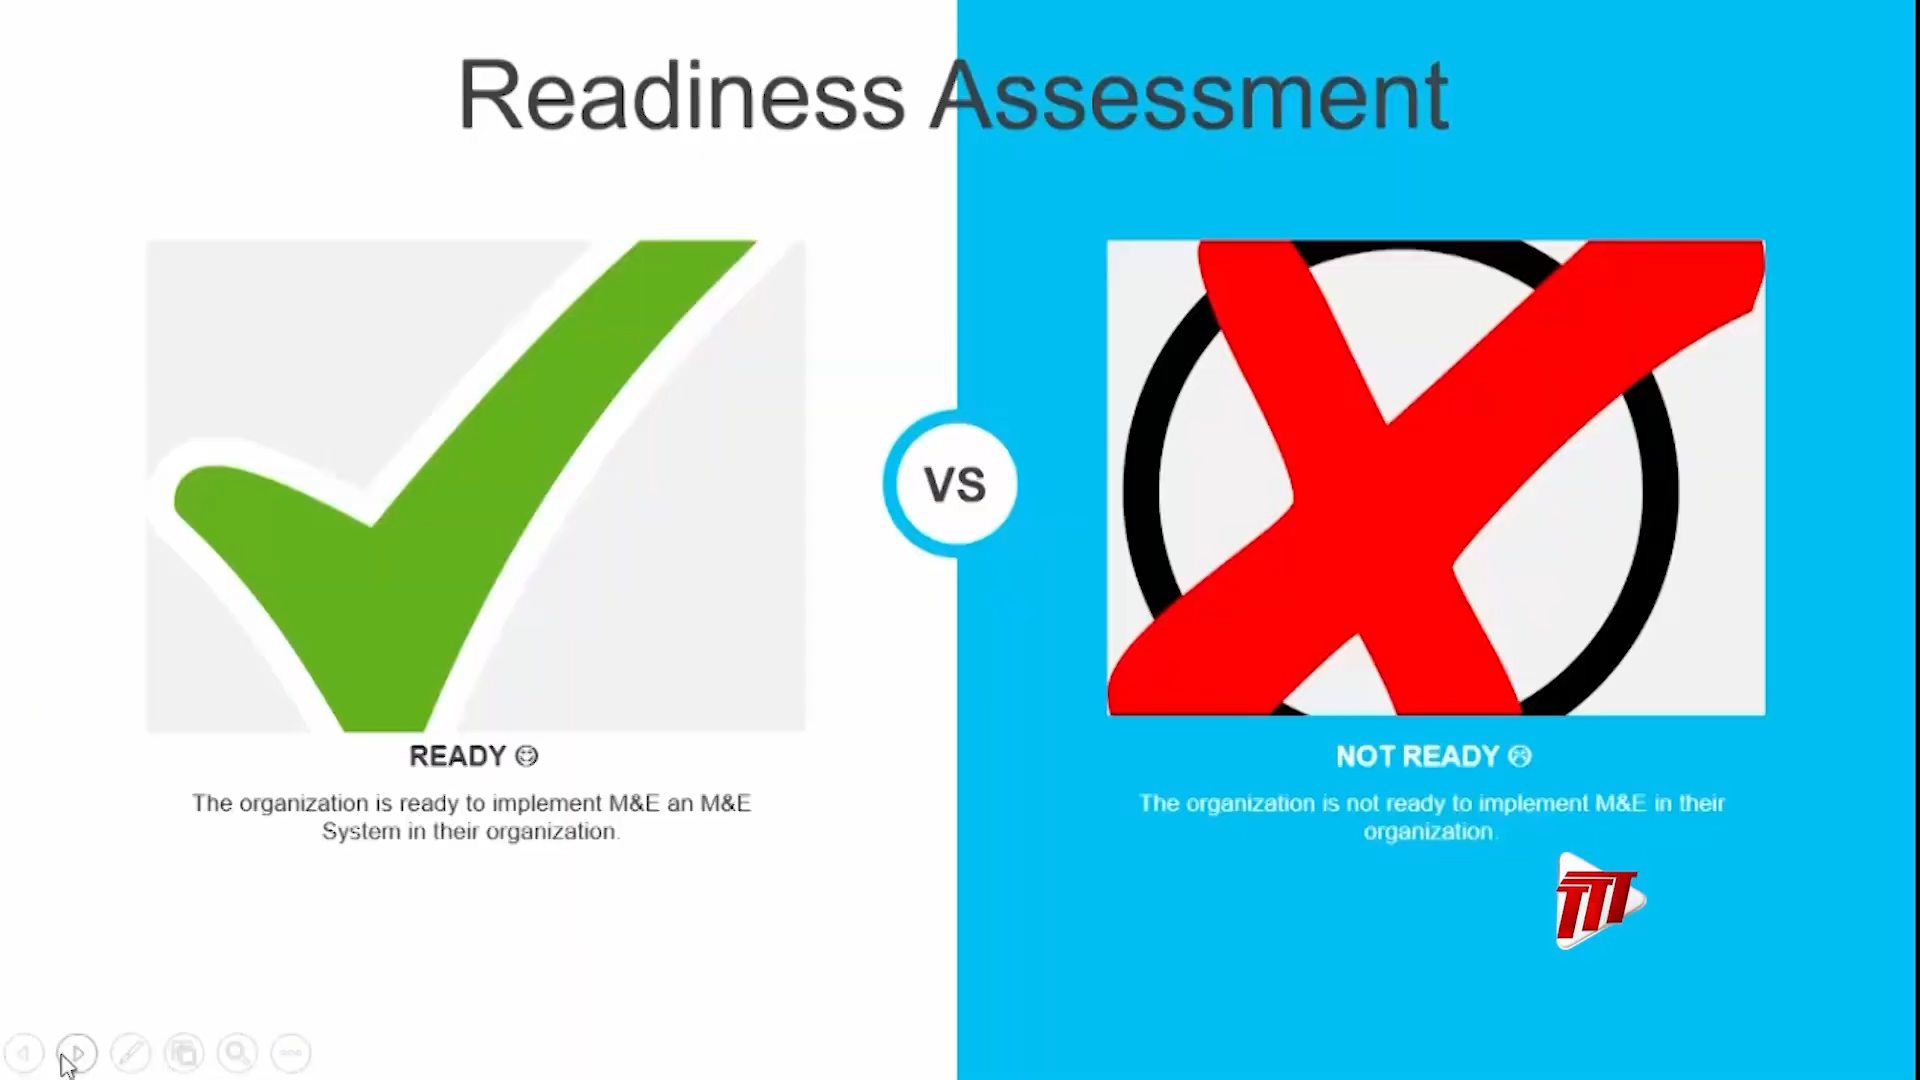 Readiness Assessment
VS
READY ☺
The organization is ready to implement M&E an M&E
System in their organization.
NOT READY ☹
The organization is not ready to implement M&E in their
organization.
TTT